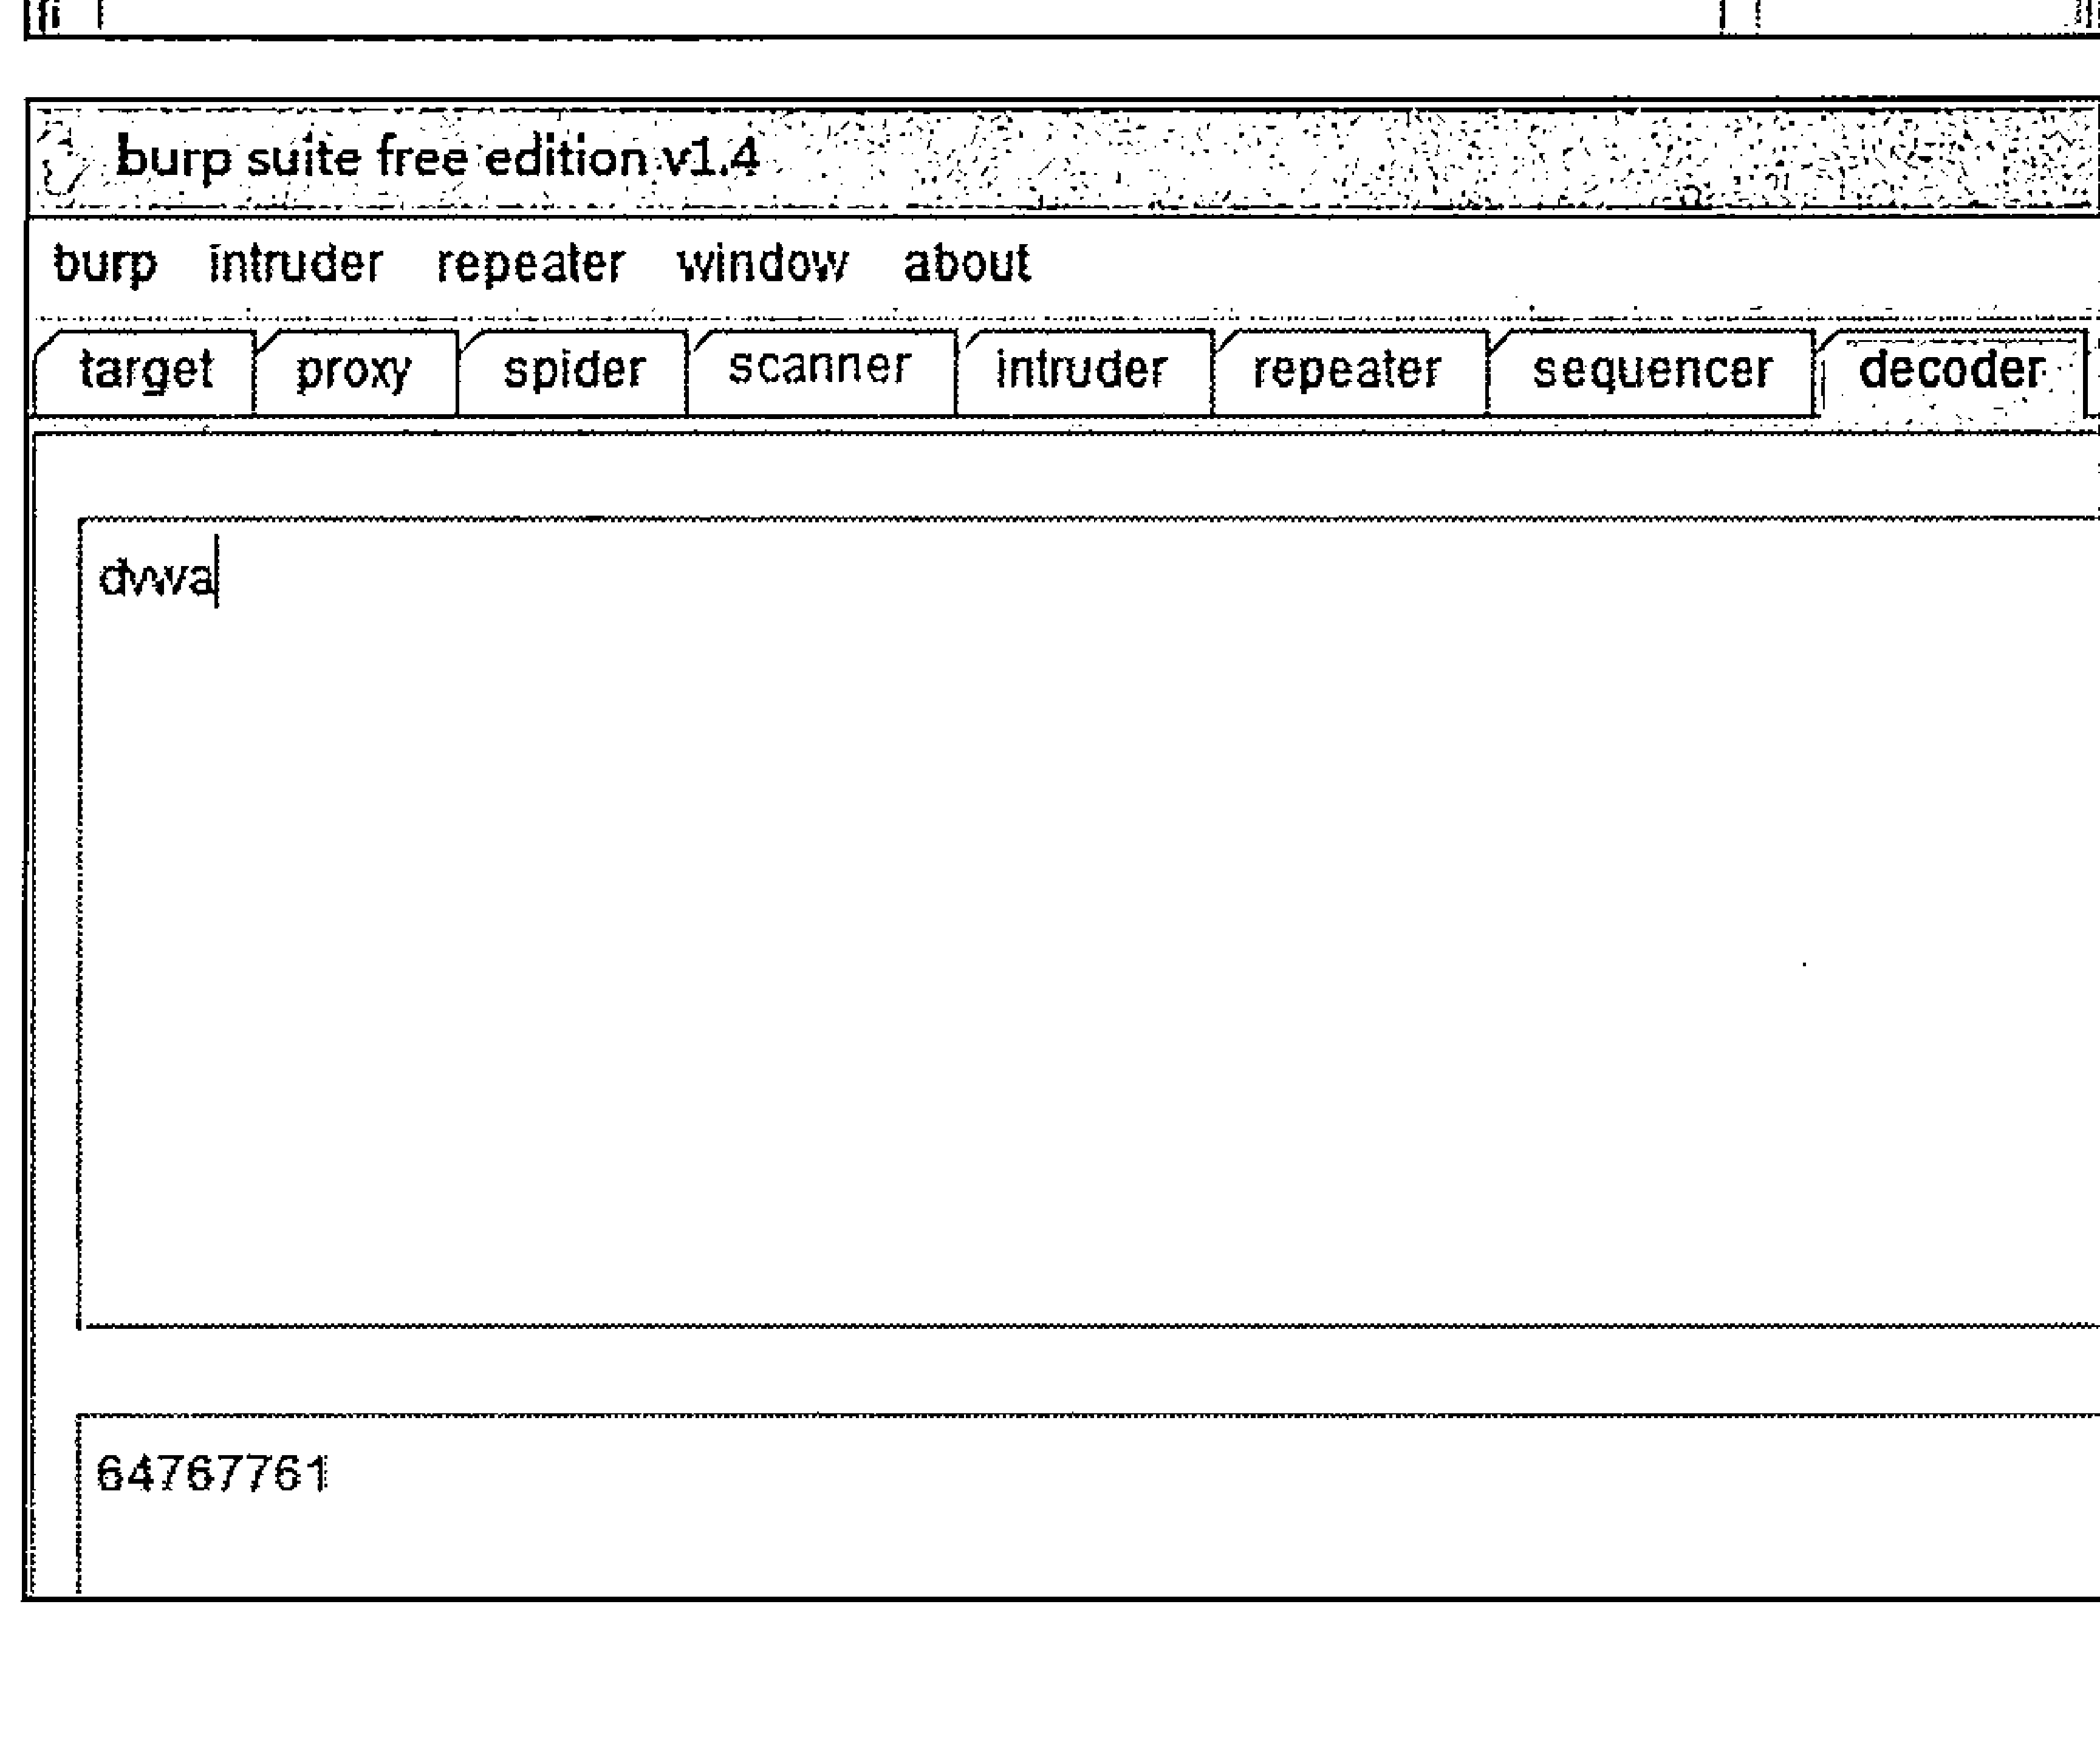 burp suite free edition v1.4
burp intruder repeater window about
target proxy spider scanner intruder repeater sequencer decoder
dvwa
64767761